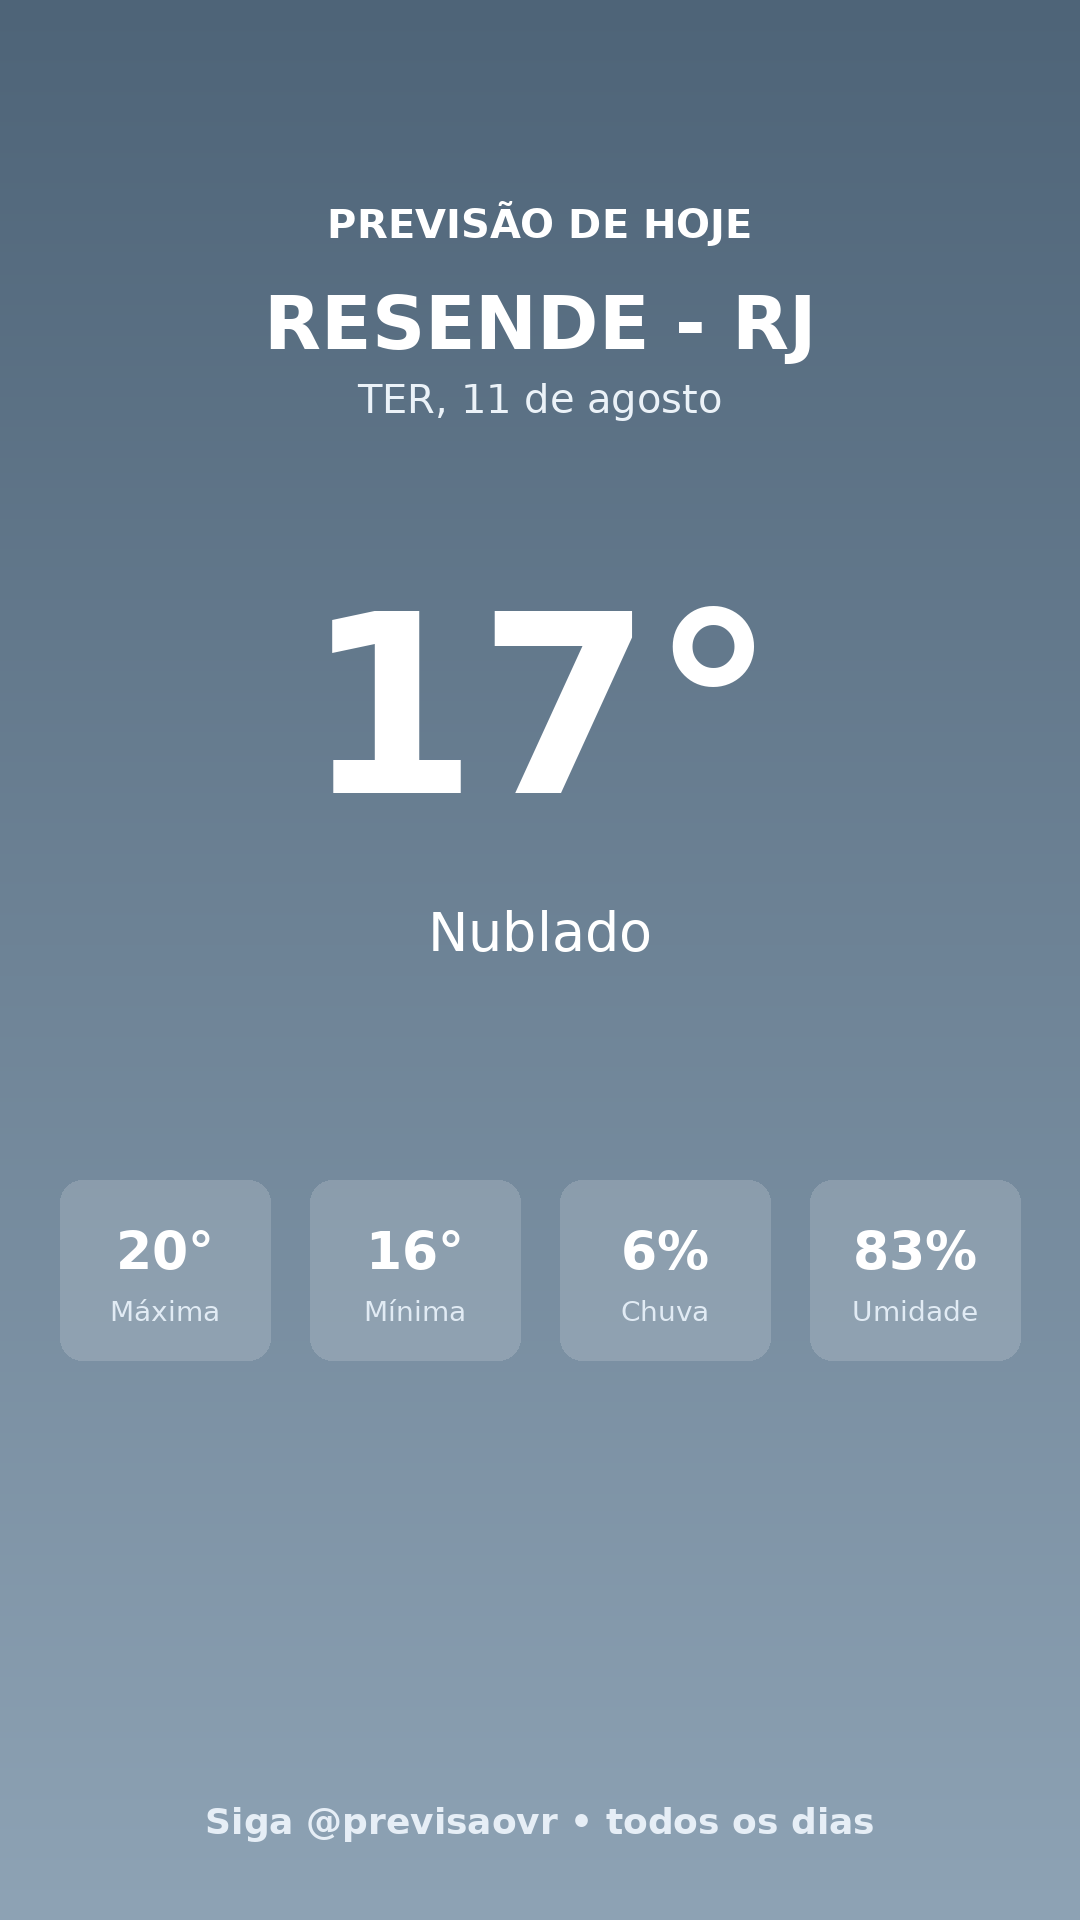 PREVISÃO DE HOJE
RESENDE - RJ
TER, 11 de agosto
17°
Nublado
20° 16° 6% 83%
Máxima Mínima Chuva Umidade
Siga @previsaovr • todos os dias